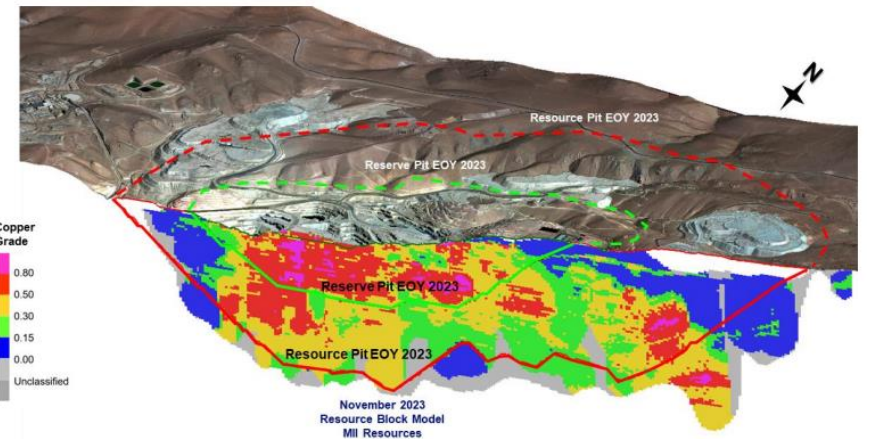 N
Resource Pit EOY 2023
Reserve Pit EOY 2023
Copper
Grade
0.80
0.50
0.30
0.15
0.00
Unclassified
Reserve Pit EOY 2023
Resource Pit EOY 2023
November 2023
Resource Block Model
MII Resources